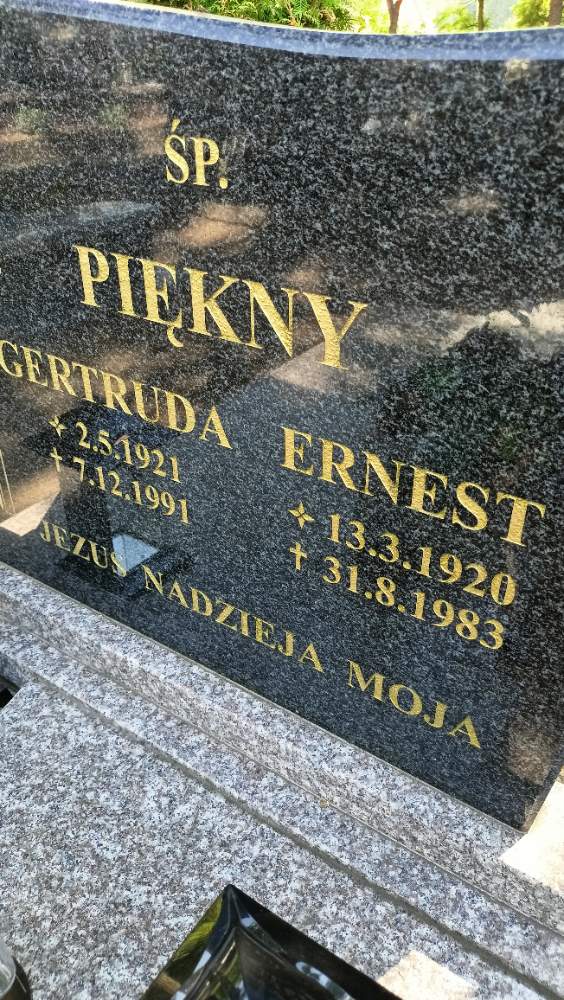 ŚP.
PIĘKNY
GERTRUDA
✧ 2.5.1921
✝ 7.12.1991
ERNEST
✧ 13.3.1920
✝ 31.8.1983
JEZUS NADZIEJA MOJA